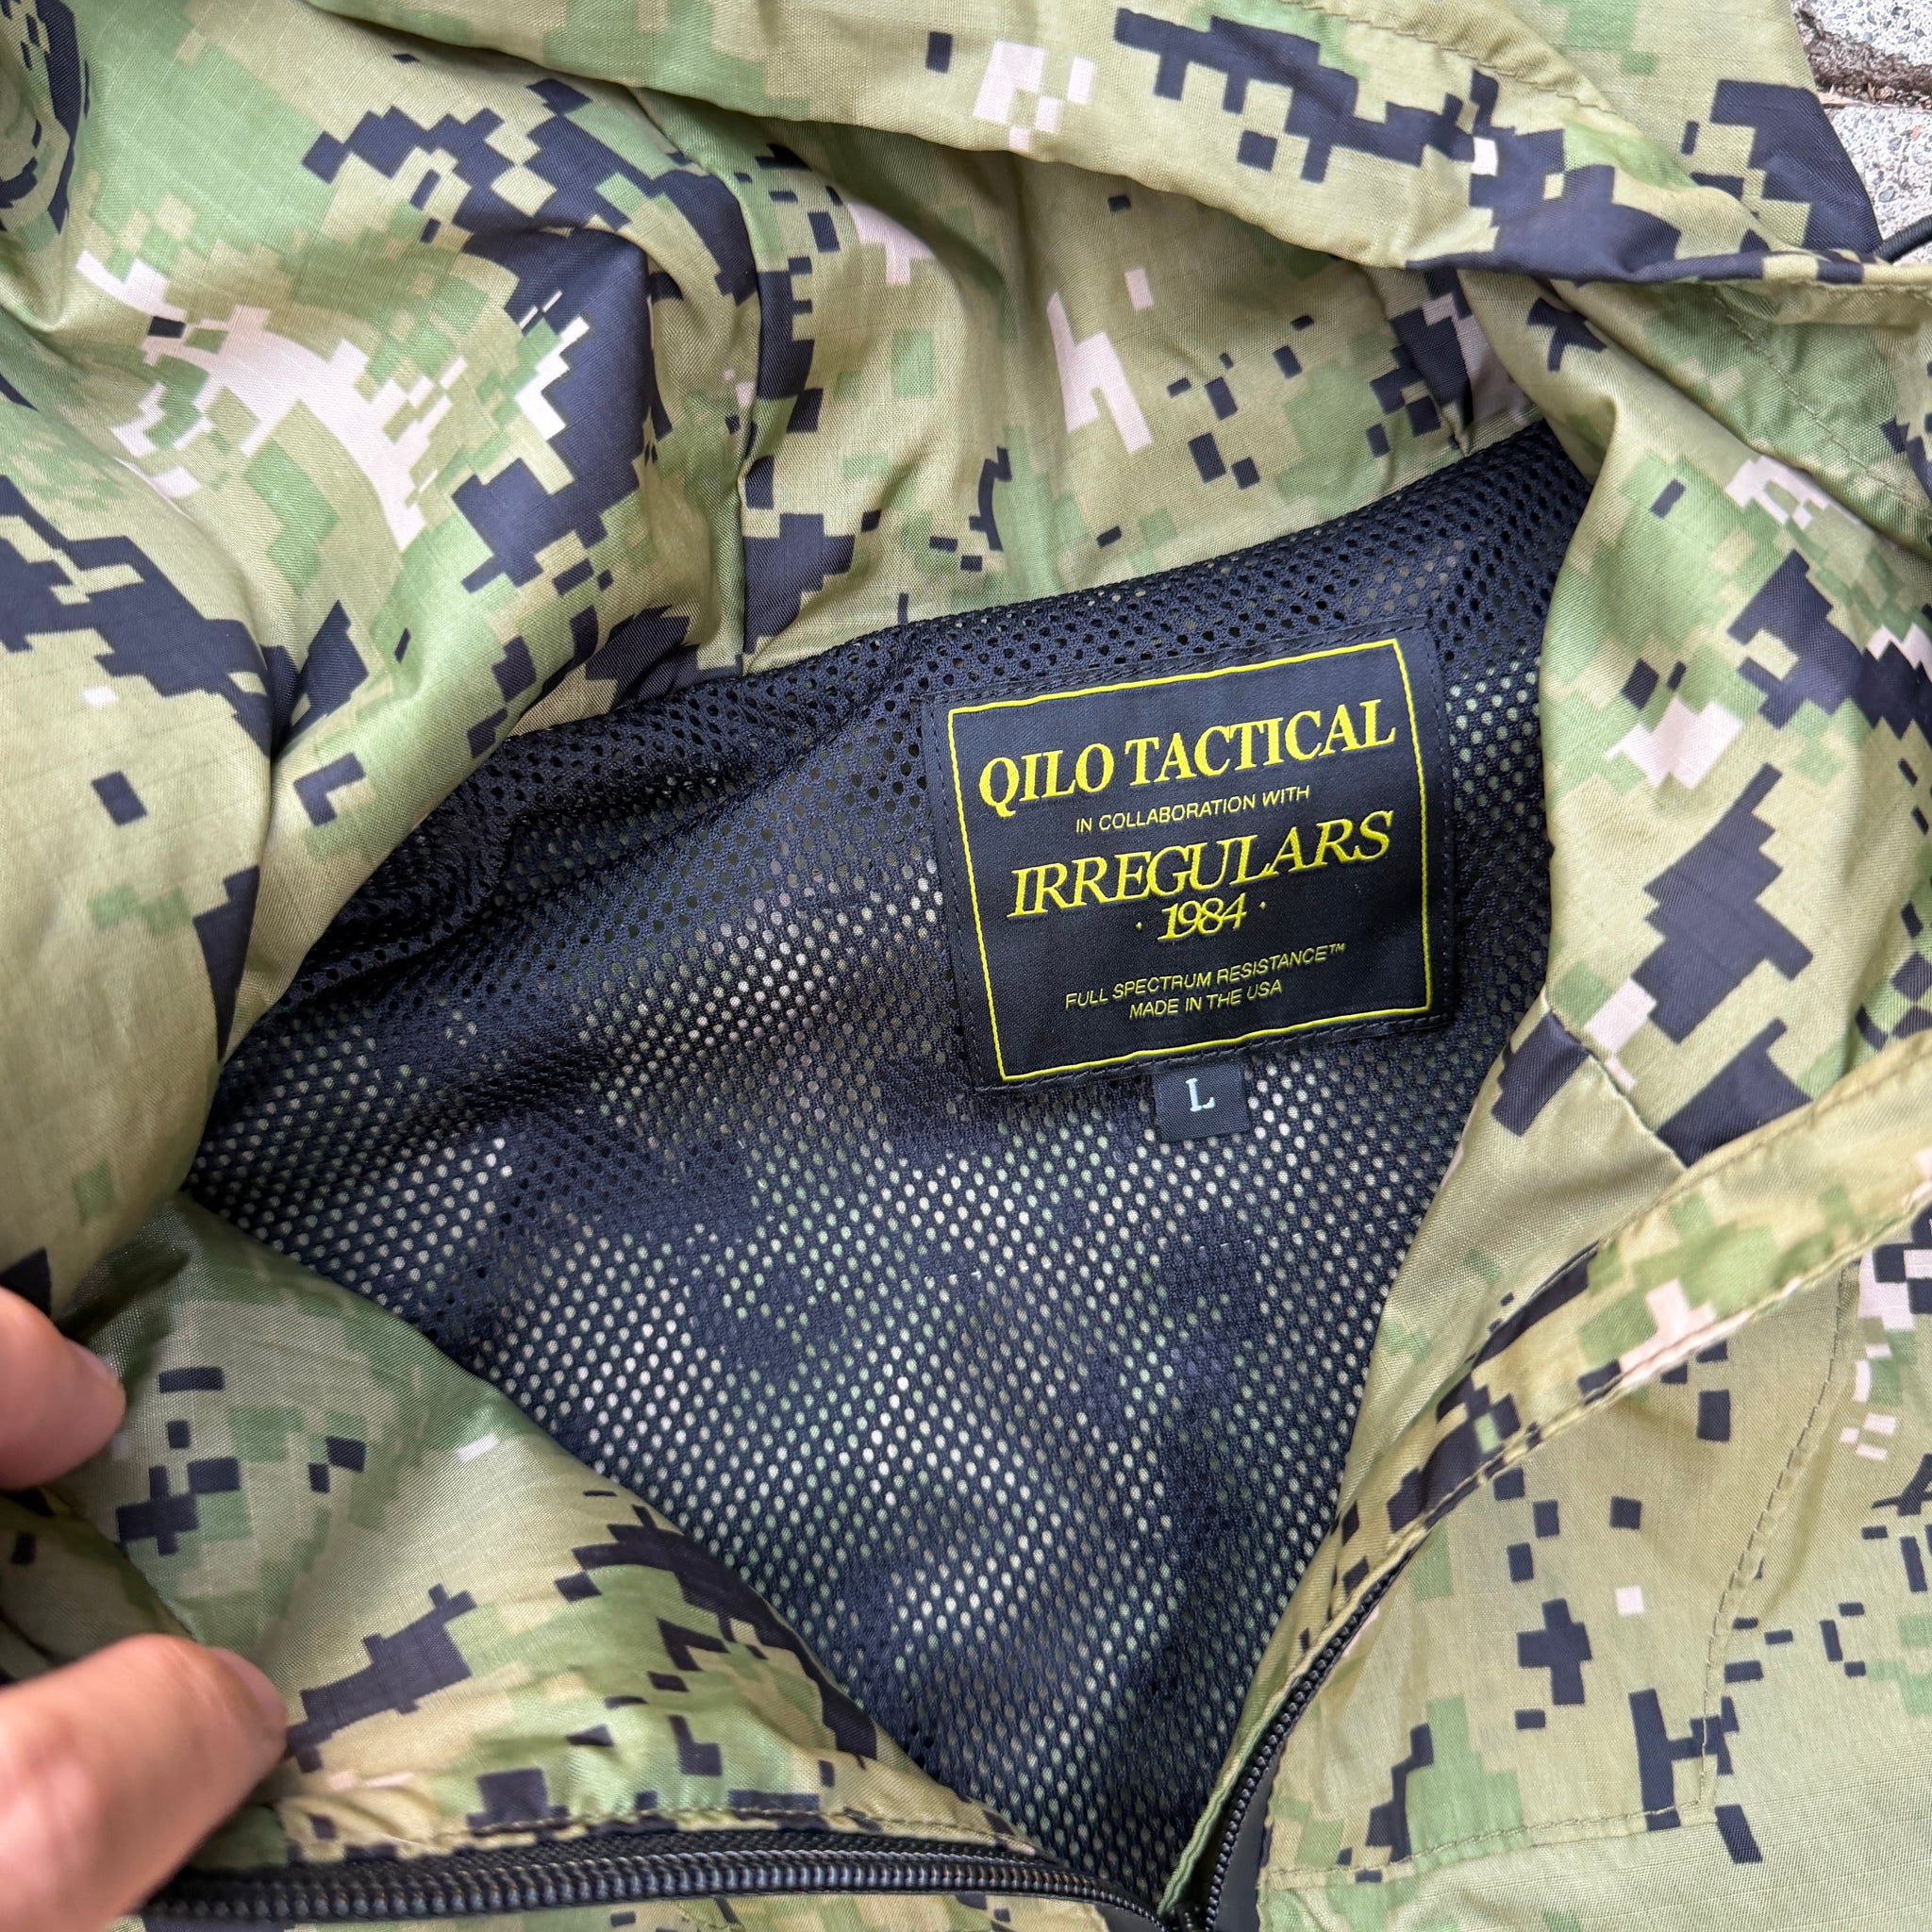 QILO TACTICAL
IN COLLABORATION WITH
IRREGULARS
· 1984 ·
FULL SPECTRUM RESISTANCE™
MADE IN THE USA
L